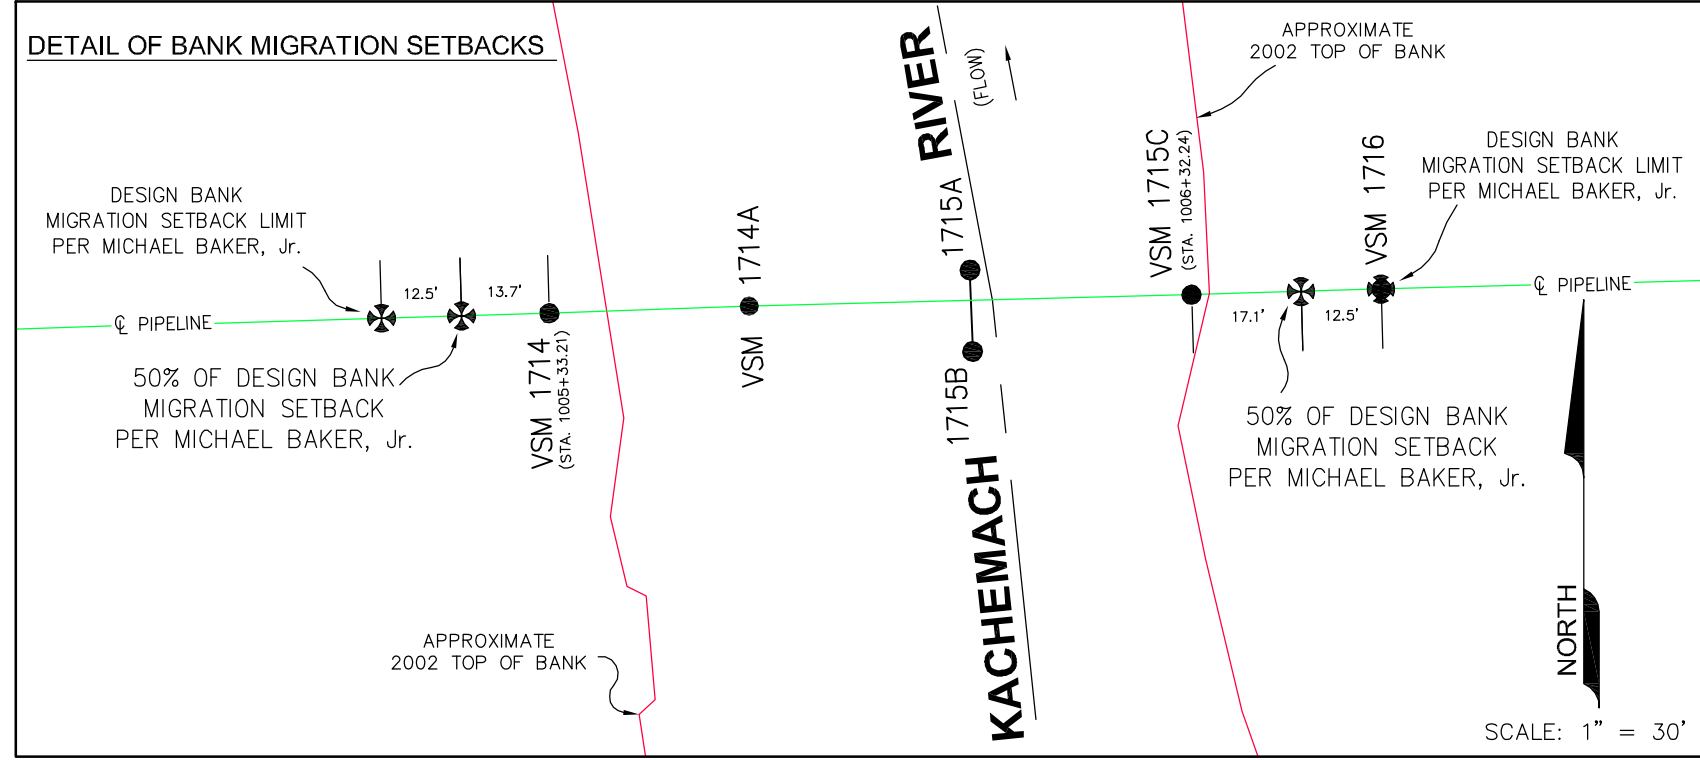 DETAIL OF BANK MIGRATION SETBACKS
APPROXIMATE
2002 TOP OF BANK
RIVER
(FLOW)
DESIGN BANK
MIGRATION SETBACK LIMIT
PER MICHAEL BAKER, Jr.
DESIGN BANK
MIGRATION SETBACK LIMIT
PER MICHAEL BAKER, Jr.
VSM 1714A
1715A
VSM 1715C
(STA. 1006+32.24)
VSM 1716
12.5'
13.7'
℄ PIPELINE
℄ PIPELINE
17.1'
12.5'
50% OF DESIGN BANK
MIGRATION SETBACK
PER MICHAEL BAKER, Jr.
VSM 1714
(STA. 1005+33.21)
1715B
50% OF DESIGN BANK
MIGRATION SETBACK
PER MICHAEL BAKER, Jr.
KACHEMACH
APPROXIMATE
2002 TOP OF BANK
NORTH
SCALE: 1" = 30'